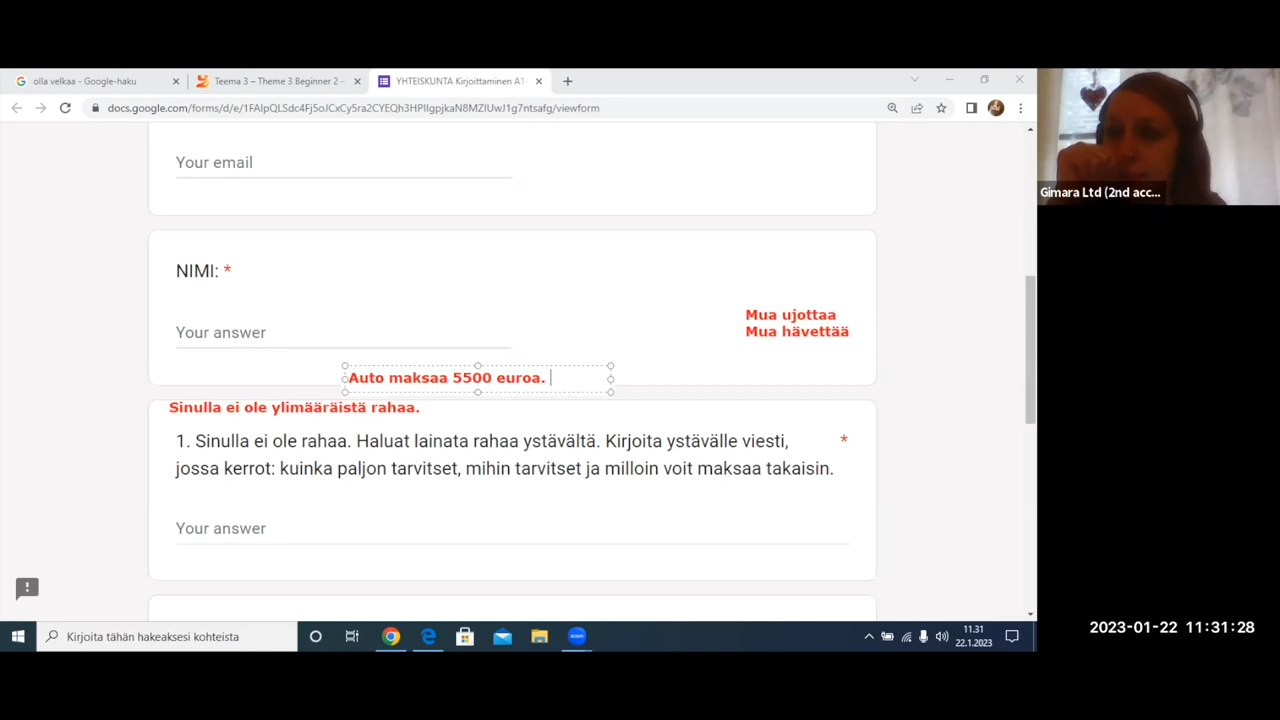 olla velkaa - Google-haku
Teema 3 – Theme 3 Beginner 2 –
YHTEISKUNTA Kirjoittaminen A1
docs.google.com/forms/d/e/1FAIpQLSdc4Fj5oJCxCy5ra2CYEQh3HPIlgpjkaN8MZIUwJ1g7ntsafg/viewform
Gimara Ltd (2nd acc...
Your email
NIMI: *
Mua ujottaa
Your answer
Mua hävettää
Auto maksaa 5500 euroa.
Sinulla ei ole ylimääräistä rahaa.
1. Sinulla ei ole rahaa. Haluat lainata rahaa ystävältä. Kirjoita ystävälle viesti, *
jossa kerrot: kuinka paljon tarvitset, mihin tarvitset ja milloin voit maksaa takaisin.
Your answer
Kirjoita tähän hakeaksesi kohteista
zoom
11.31
22.1.2023
2023-01-22 11:31:28